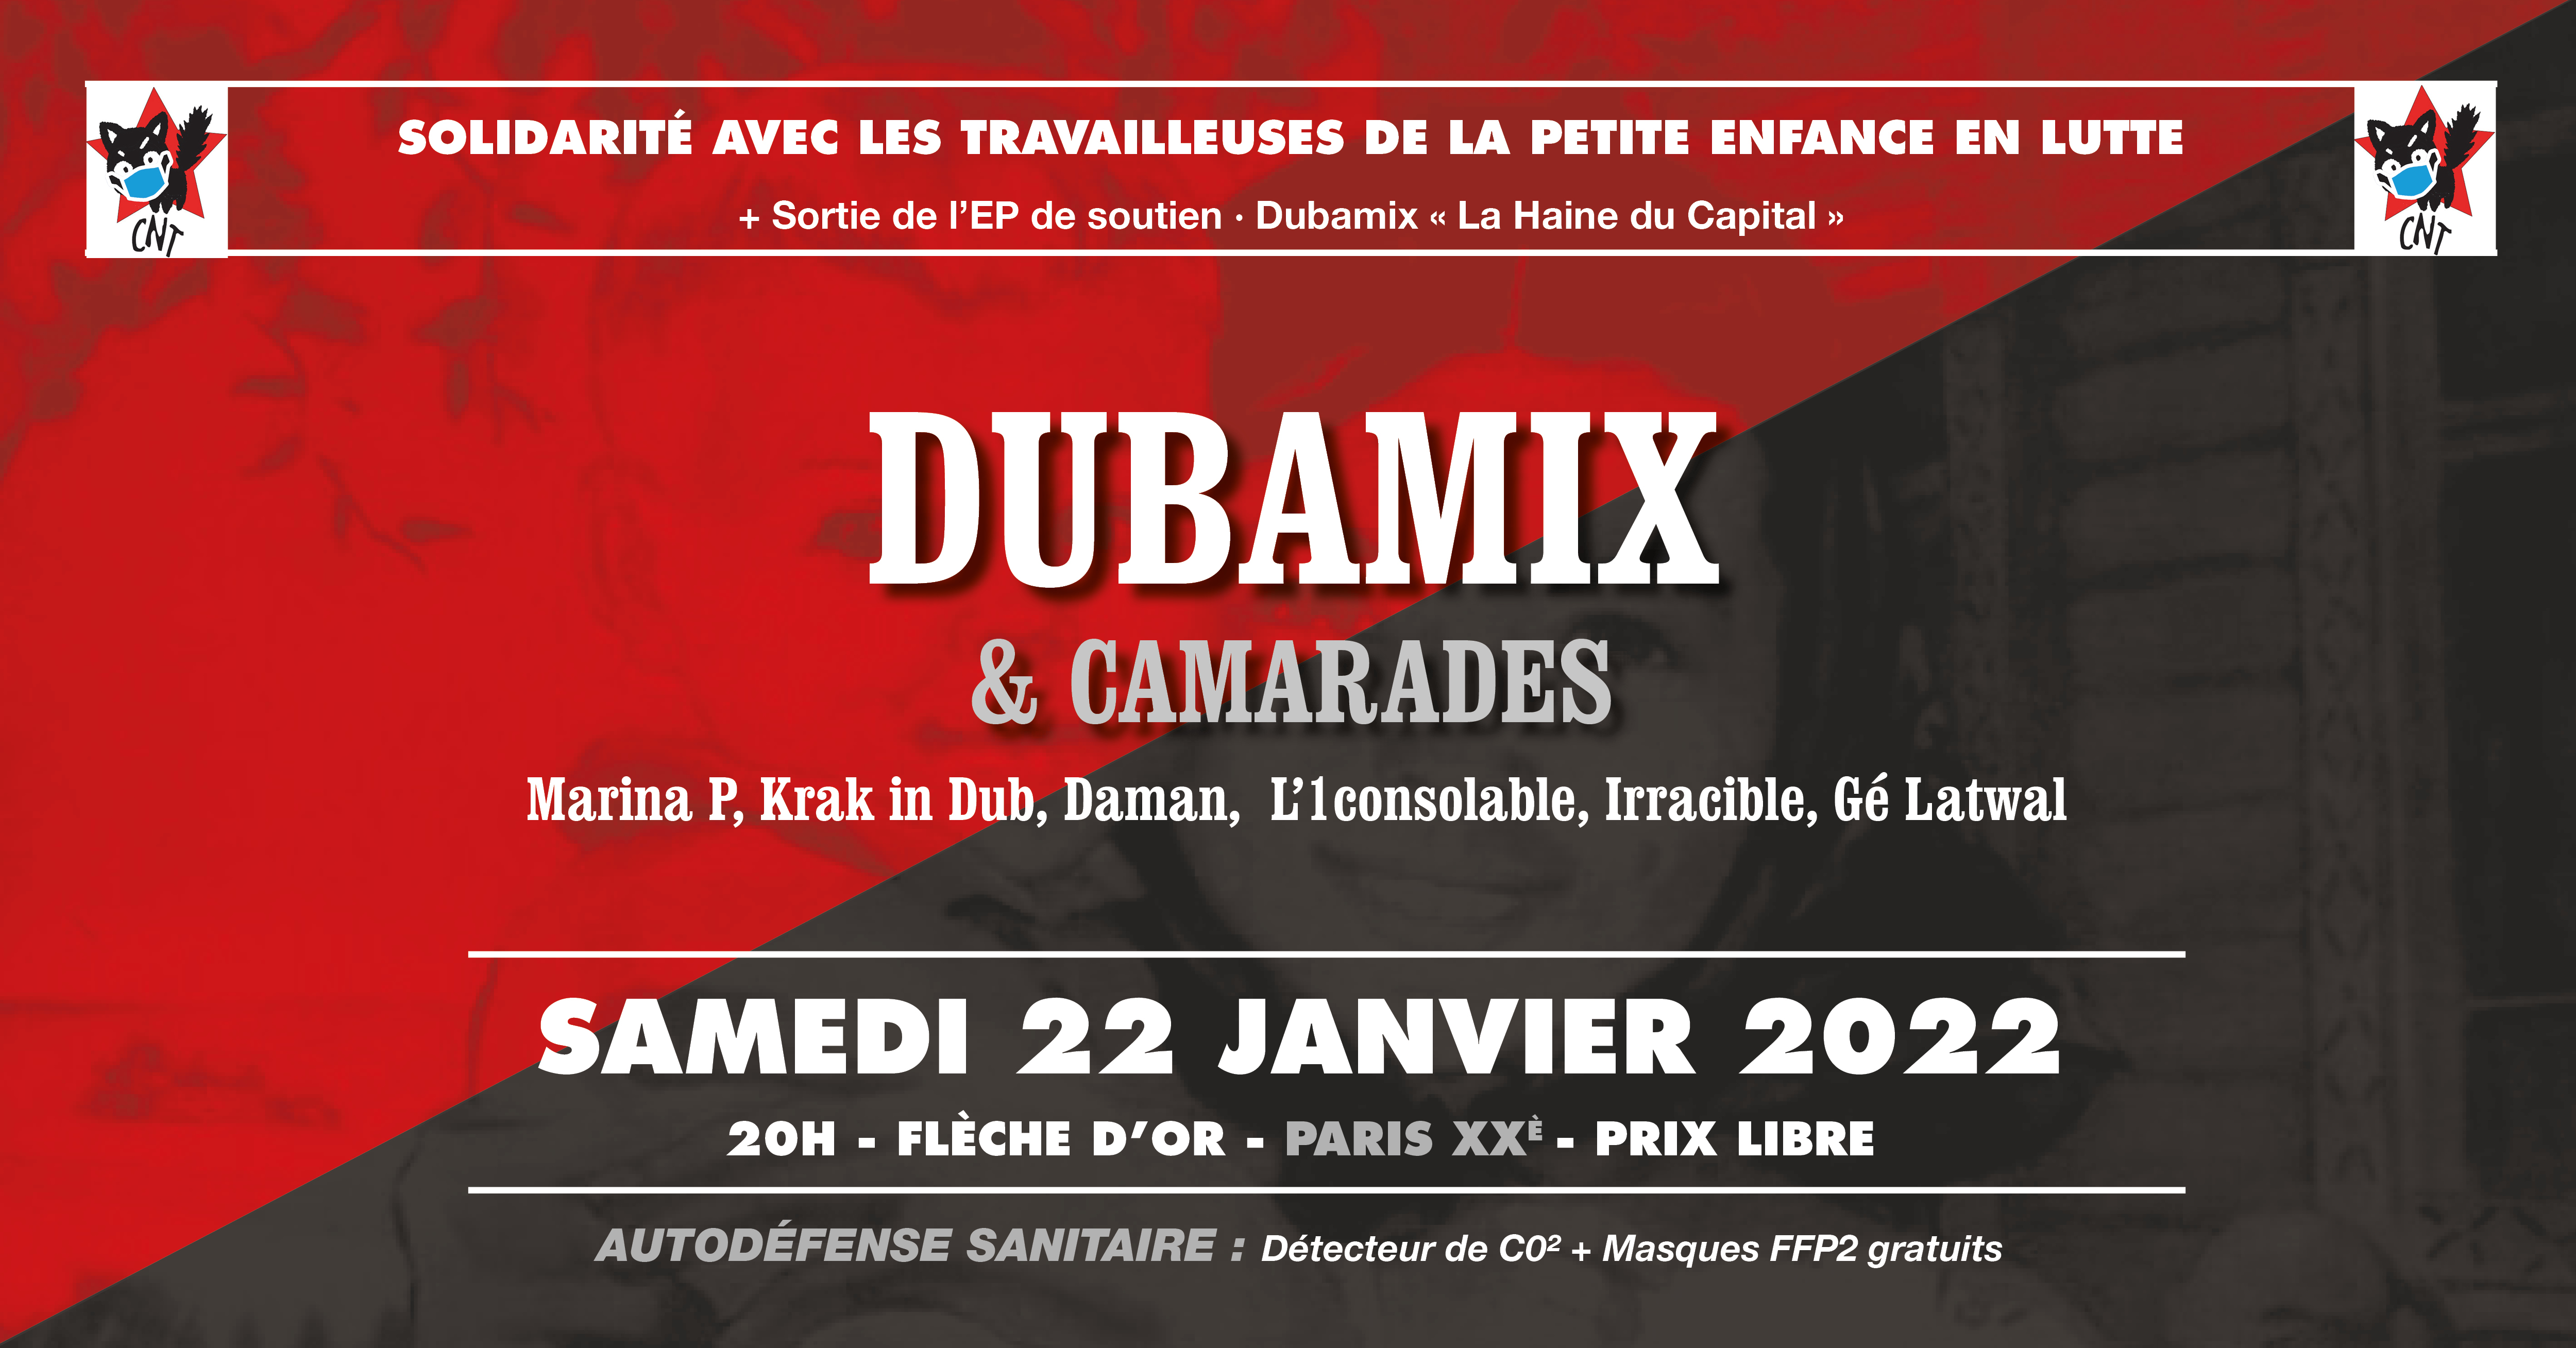 SOLIDARITÉ AVEC LES TRAVAILLEUSES DE LA PETITE ENFANCE EN LUTTE
+ Sortie de l’EP de soutien · Dubamix « La Haine du Capital »
CNT
CNT
DUBAMIX
& CAMARADES
Marina P, Krak in Dub, Daman, L’1consolable, Irracible, Gé Latwal
SAMEDI 22 JANVIER 2022
20H - FLÈCHE D’OR - PARIS XXÈ - PRIX LIBRE
AUTODÉFENSE SANITAIRE : Détecteur de C0² + Masques FFP2 gratuits